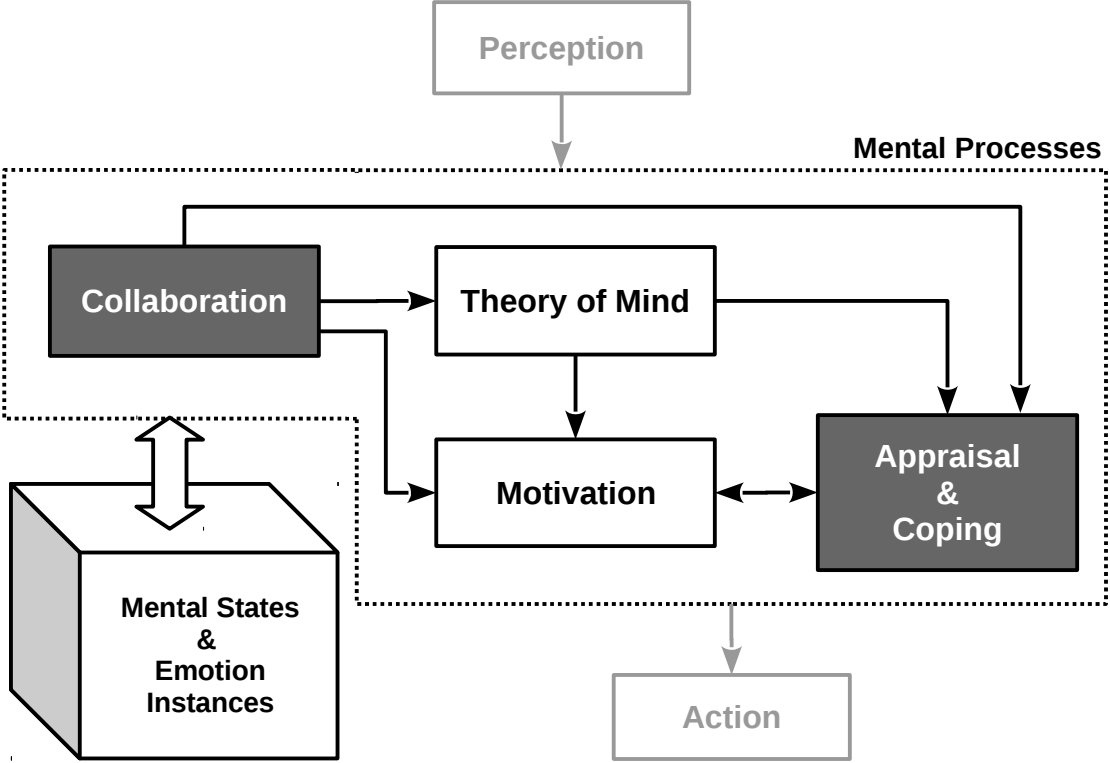 Perception
Mental Processes
Collaboration
Theory of Mind
Motivation
Appraisal
&
Coping
Mental States
&
Emotion
Instances
Action